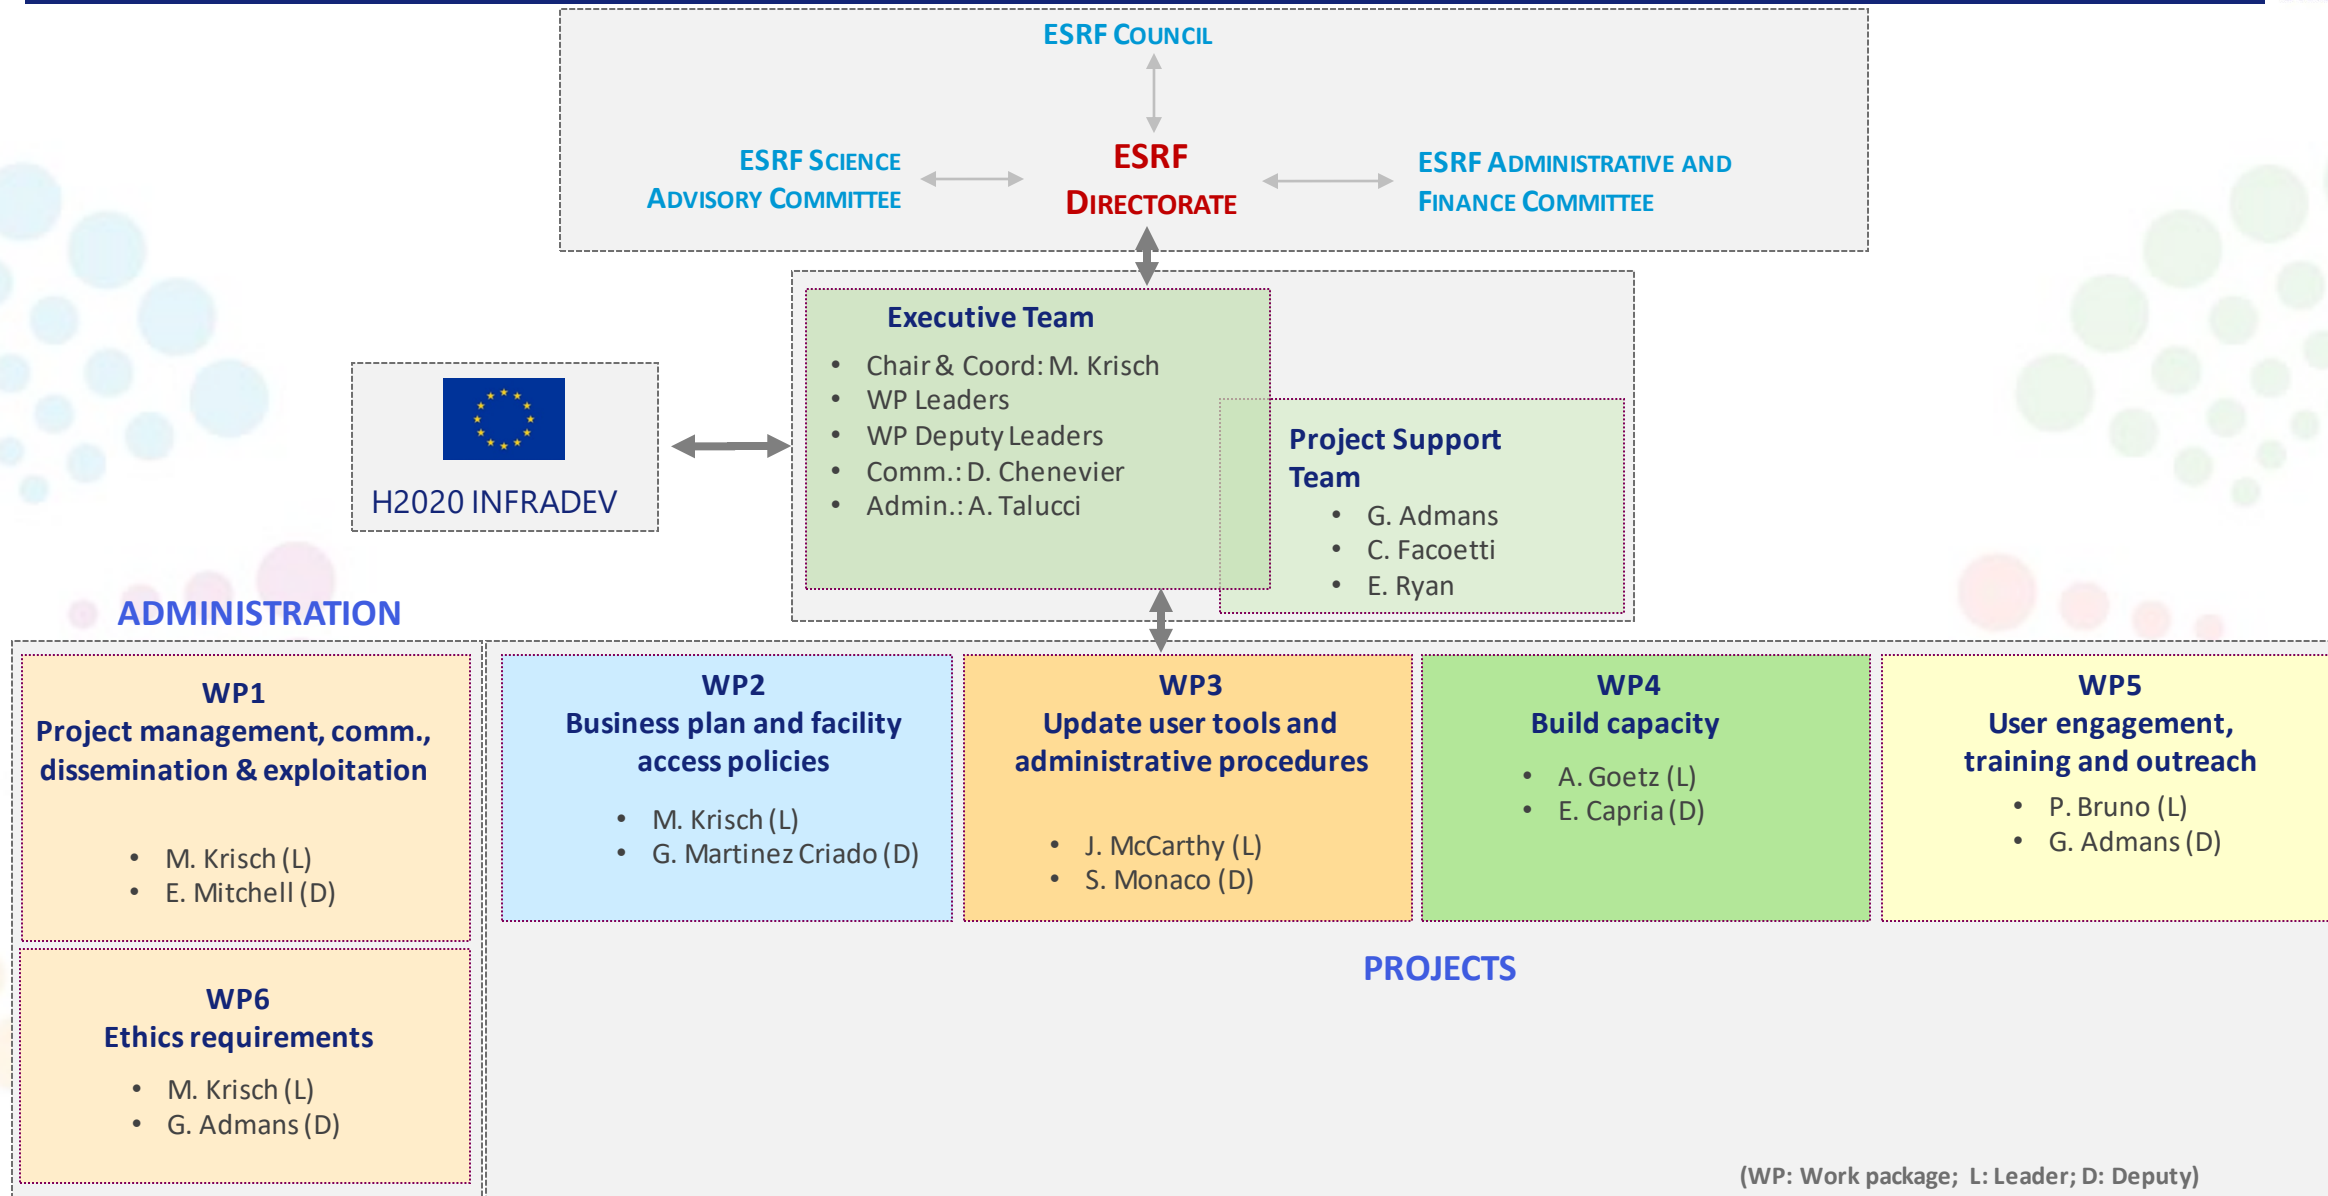 ESRF COUNCIL
ESRF SCIENCE
ADVISORY COMMITTEE
ESRF
DIRECTORATE
ESRF ADMINISTRATIVE AND
FINANCE COMMITTEE
Executive Team
• Chair & Coord: M. Krisch
• WP Leaders
• WP Deputy Leaders
• Comm.: D. Chenevier
• Admin.: A. Talucci
Project Support
Team
• G. Admans
• C. Facoetti
• E. Ryan
H2020 INFRADEV
ADMINISTRATION
WP1
Project management, comm.,
dissemination & exploitation
• M. Krisch (L)
• E. Mitchell (D)
WP6
Ethics requirements
• M. Krisch (L)
• G. Admans (D)
WP2
Business plan and facility
access policies
• M. Krisch (L)
• G. Martinez Criado (D)
WP3
Update user tools and
administrative procedures
• J. McCarthy (L)
• S. Monaco (D)
WP4
Build capacity
• A. Goetz (L)
• E. Capria (D)
WP5
User engagement,
training and outreach
• P. Bruno (L)
• G. Admans (D)
PROJECTS
(WP: Work package; L: Leader; D: Deputy)